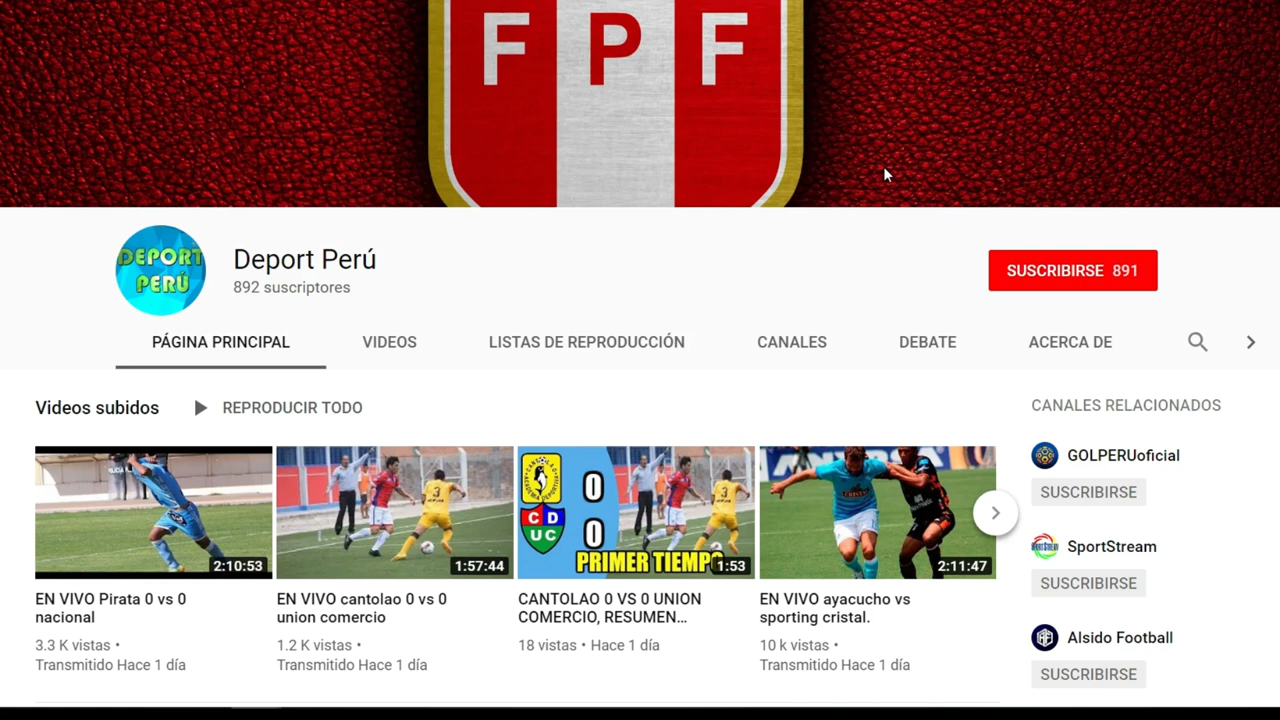 F P F
DEPORT
PERÚ
Deport Perú
892 suscriptores
SUSCRIBIRSE 891
PÁGINA PRINCIPAL
VIDEOS
LISTAS DE REPRODUCCIÓN
CANALES
DEBATE
ACERCA DE
Videos subidos
REPRODUCIR TODO
2:10:53
EN VIVO Pirata 0 vs 0
nacional
3.3 K vistas •
Transmitido Hace 1 día
3
1:57:44
EN VIVO cantolao 0 vs 0
union comercio
1.2 K vistas •
Transmitido Hace 1 día
0
0
C D
U C
3
PRIMER TIEMPO
1:53
CANTOLAO 0 VS 0 UNION
COMERCIO, RESUMEN...
18 vistas • Hace 1 día
2:11:47
EN VIVO ayacucho vs
sporting cristal.
10 k vistas •
Transmitido Hace 1 día
CANALES RELACIONADOS
GOLPERUoficial
SUSCRIBIRSE
SportStream
SUSCRIBIRSE
Alsido Football
SUSCRIBIRSE